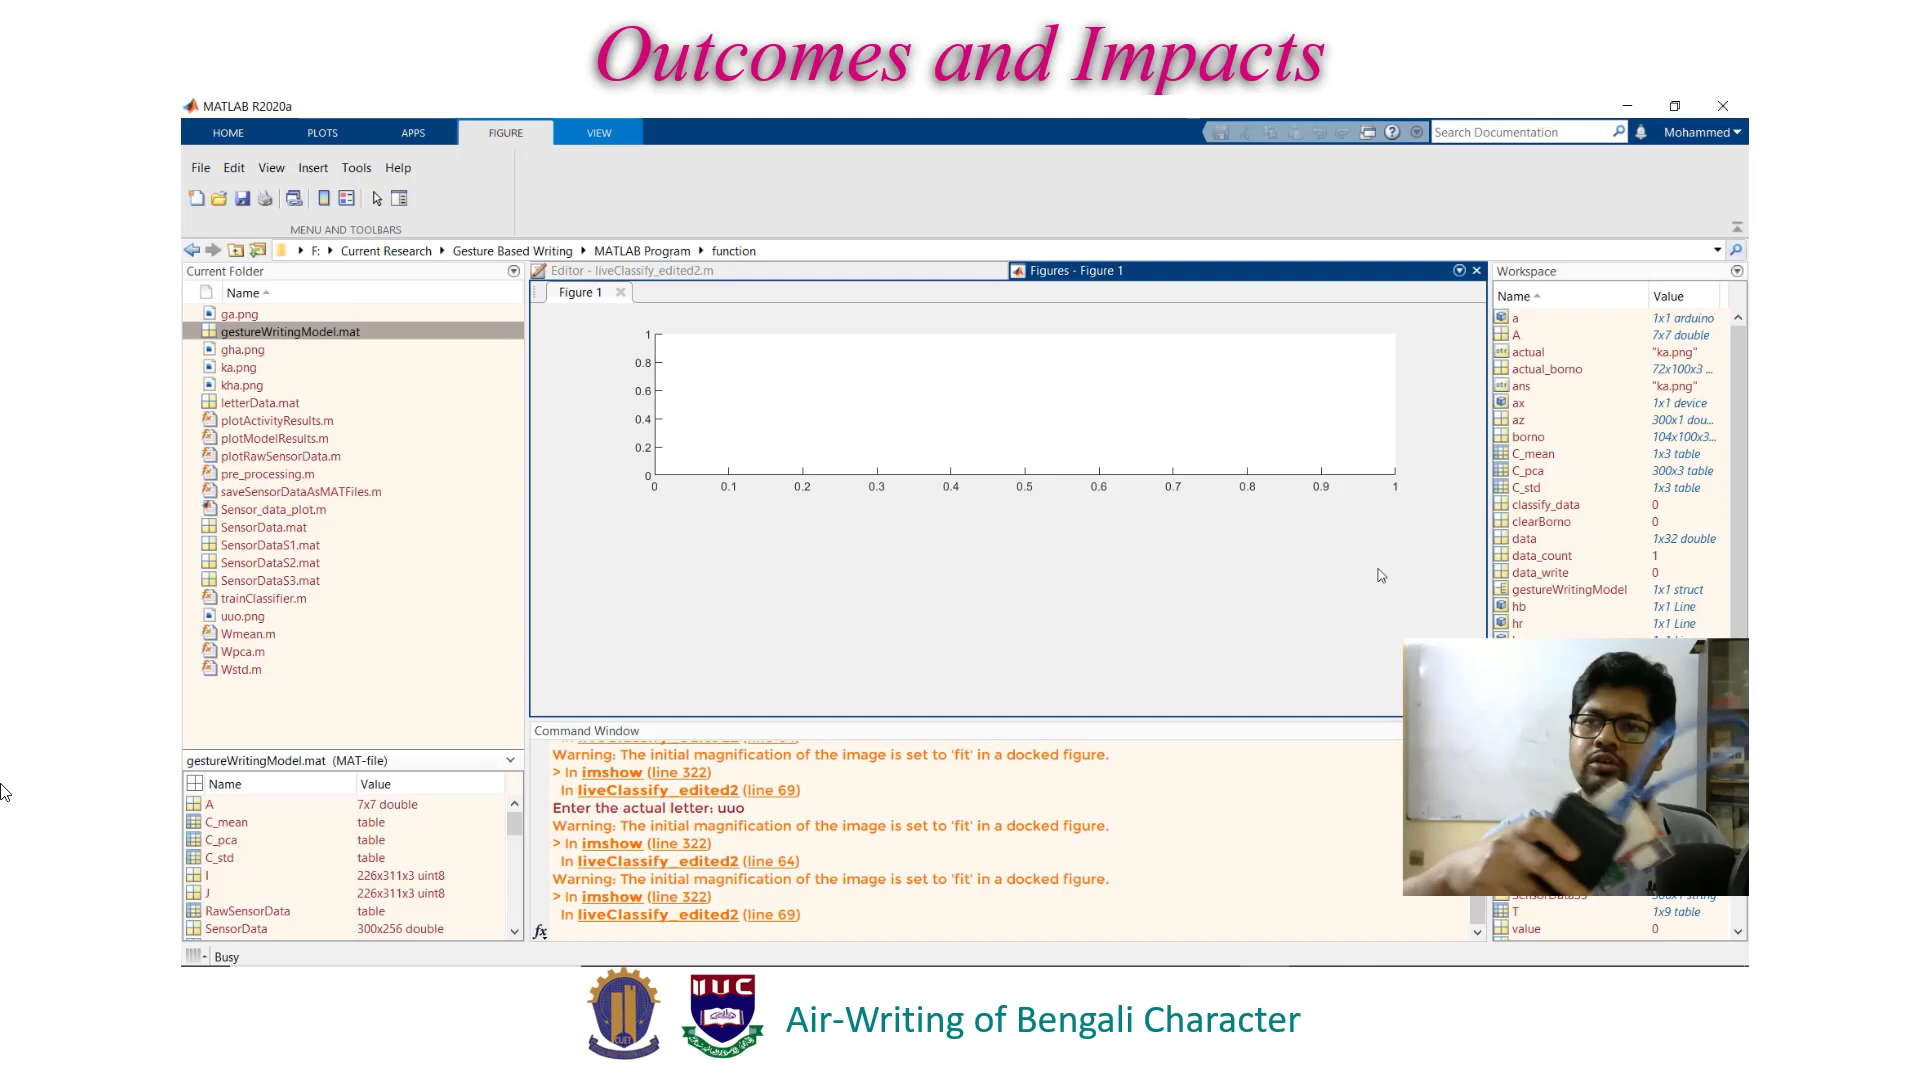 Outcomes and Impacts
MATLAB R2020a
HOME PLOTS APPS FIGURE VIEW
Search Documentation
Mohammed
File Edit View Insert Tools Help
MENU AND TOOLBARS
F: Current Research Gesture Based Writing MATLAB Program function
Current Folder
Name
ga.png
gestureWritingModel.mat
gha.png
ka.png
kha.png
letterData.mat
plotActivityResults.m
plotModelResults.m
plotRawSensorData.m
pre_processing.m
saveSensorDataAsMATFiles.m
Sensor_data_plot.m
SensorData.mat
SensorDataS1.mat
SensorDataS2.mat
SensorDataS3.mat
trainClassifier.m
uuo.png
Wmean.m
Wpca.m
Wstd.m
gestureWritingModel.mat (MAT-file)
Name Value
A 7x7 double
C_mean table
C_pca table
C_std table
I 226x311x3 uint8
J 226x311x3 uint8
RawSensorData table
SensorData 300x256 double
Busy
Editor - liveClassify_edited2.m
Figures - Figure 1
Figure 1
1
0.8
0.6
0.4
0.2
0
0 0.1 0.2 0.3 0.4 0.5 0.6 0.7 0.8 0.9 1
Command Window
Warning: The initial magnification of the image is set to 'fit' in a docked figure.
> In imshow (line 322)
In liveClassify_edited2 (line 69)
Enter the actual letter: uuo
Warning: The initial magnification of the image is set to 'fit' in a docked figure.
> In imshow (line 322)
In liveClassify_edited2 (line 64)
Warning: The initial magnification of the image is set to 'fit' in a docked figure.
> In imshow (line 322)
In liveClassify_edited2 (line 69)
fx
Workspace
Name Value
a 1x1 arduino
A 7x7 double
actual "ka.png"
actual_borno 72x100x3 ...
ans "ka.png"
ax 1x1 device
az 300x1 dou...
borno 104x100x3...
C_mean 1x3 table
C_pca 300x3 table
C_std 1x3 table
classify_data 0
clearBorno 0
data 1x32 double
data_count 1
data_write 0
gestureWritingModel 1x1 struct
hb 1x1 Line
hr 1x1 Line
T 1x9 table
value 0
CUET
IIUC
Air-Writing of Bengali Character